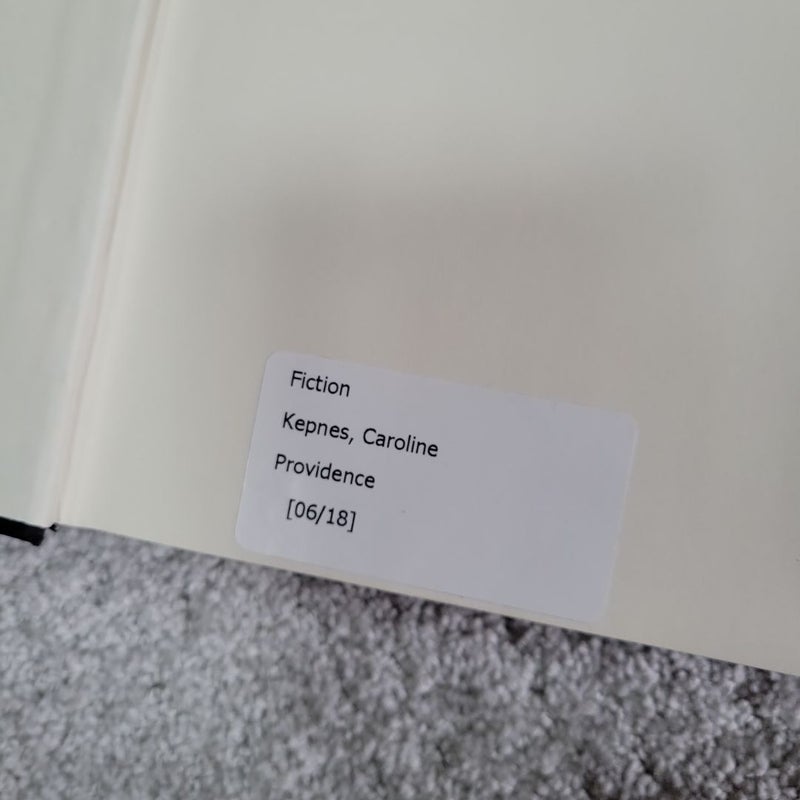 Fiction
Kepnes, Caroline
Providence
[06/18]